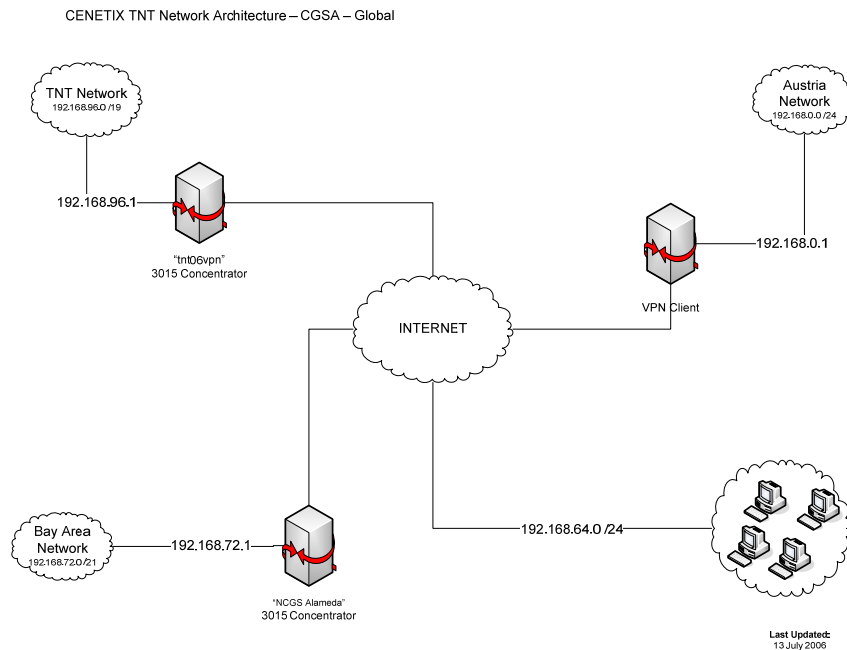 CENETIX TNT Network Architecture – CGSA – Global
TNT Network
192.168.96.0 /19
Austria
Network
192.168.0.0 /24
192.168.96.1
"tnt06vpn"
3015 Concentrator
192.168.0.1
VPN Client
INTERNET
Bay Area
Network
192.168.72.0 /21
192.168.72.1
192.168.64.0 /24
"NCGS Alameda"
3015 Concentrator
Last Updated:
13 July 2006